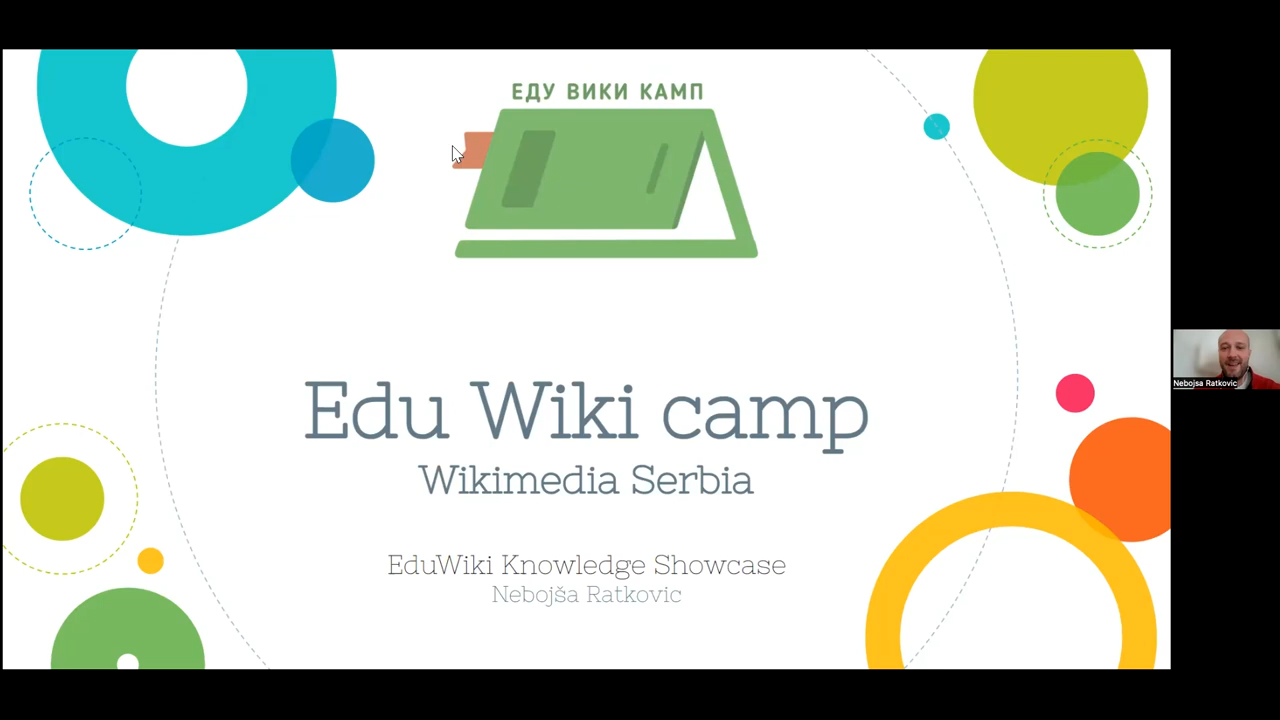 ЕДУ ВИКИ КАМП
Edu Wiki camp
Wikimedia Serbia
EduWiki Knowledge Showcase
Nebojša Ratkovic
Nebojsa Ratkovic